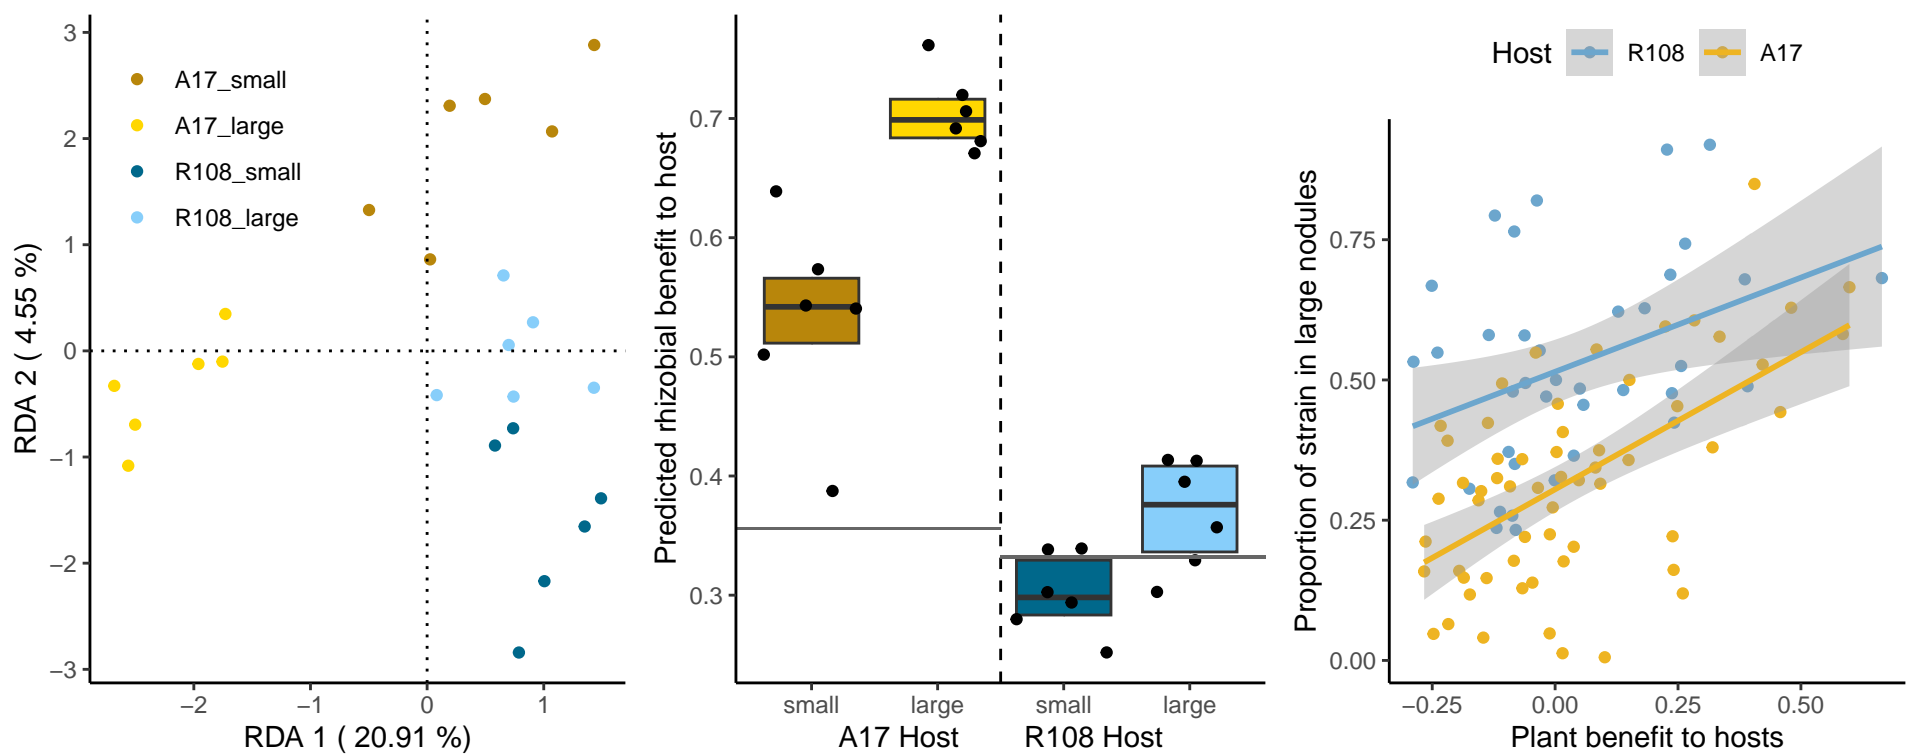 3
2
1
0
−1
−2
−3
RDA 2 ( 4.55 %)
A17_small
A17_large
R108_small
R108_large
−2
−1
0
1
RDA 1 ( 20.91 %)
0.7
0.6
0.5
0.4
0.3
Predicted rhizobial benefit to host
small
large
small
large
A17 Host
R108 Host
Host
R108
A17
0.75
0.50
0.25
0.00
Proportion of strain in large nodules
−0.25
0.00
0.25
0.50
Plant benefit to hosts